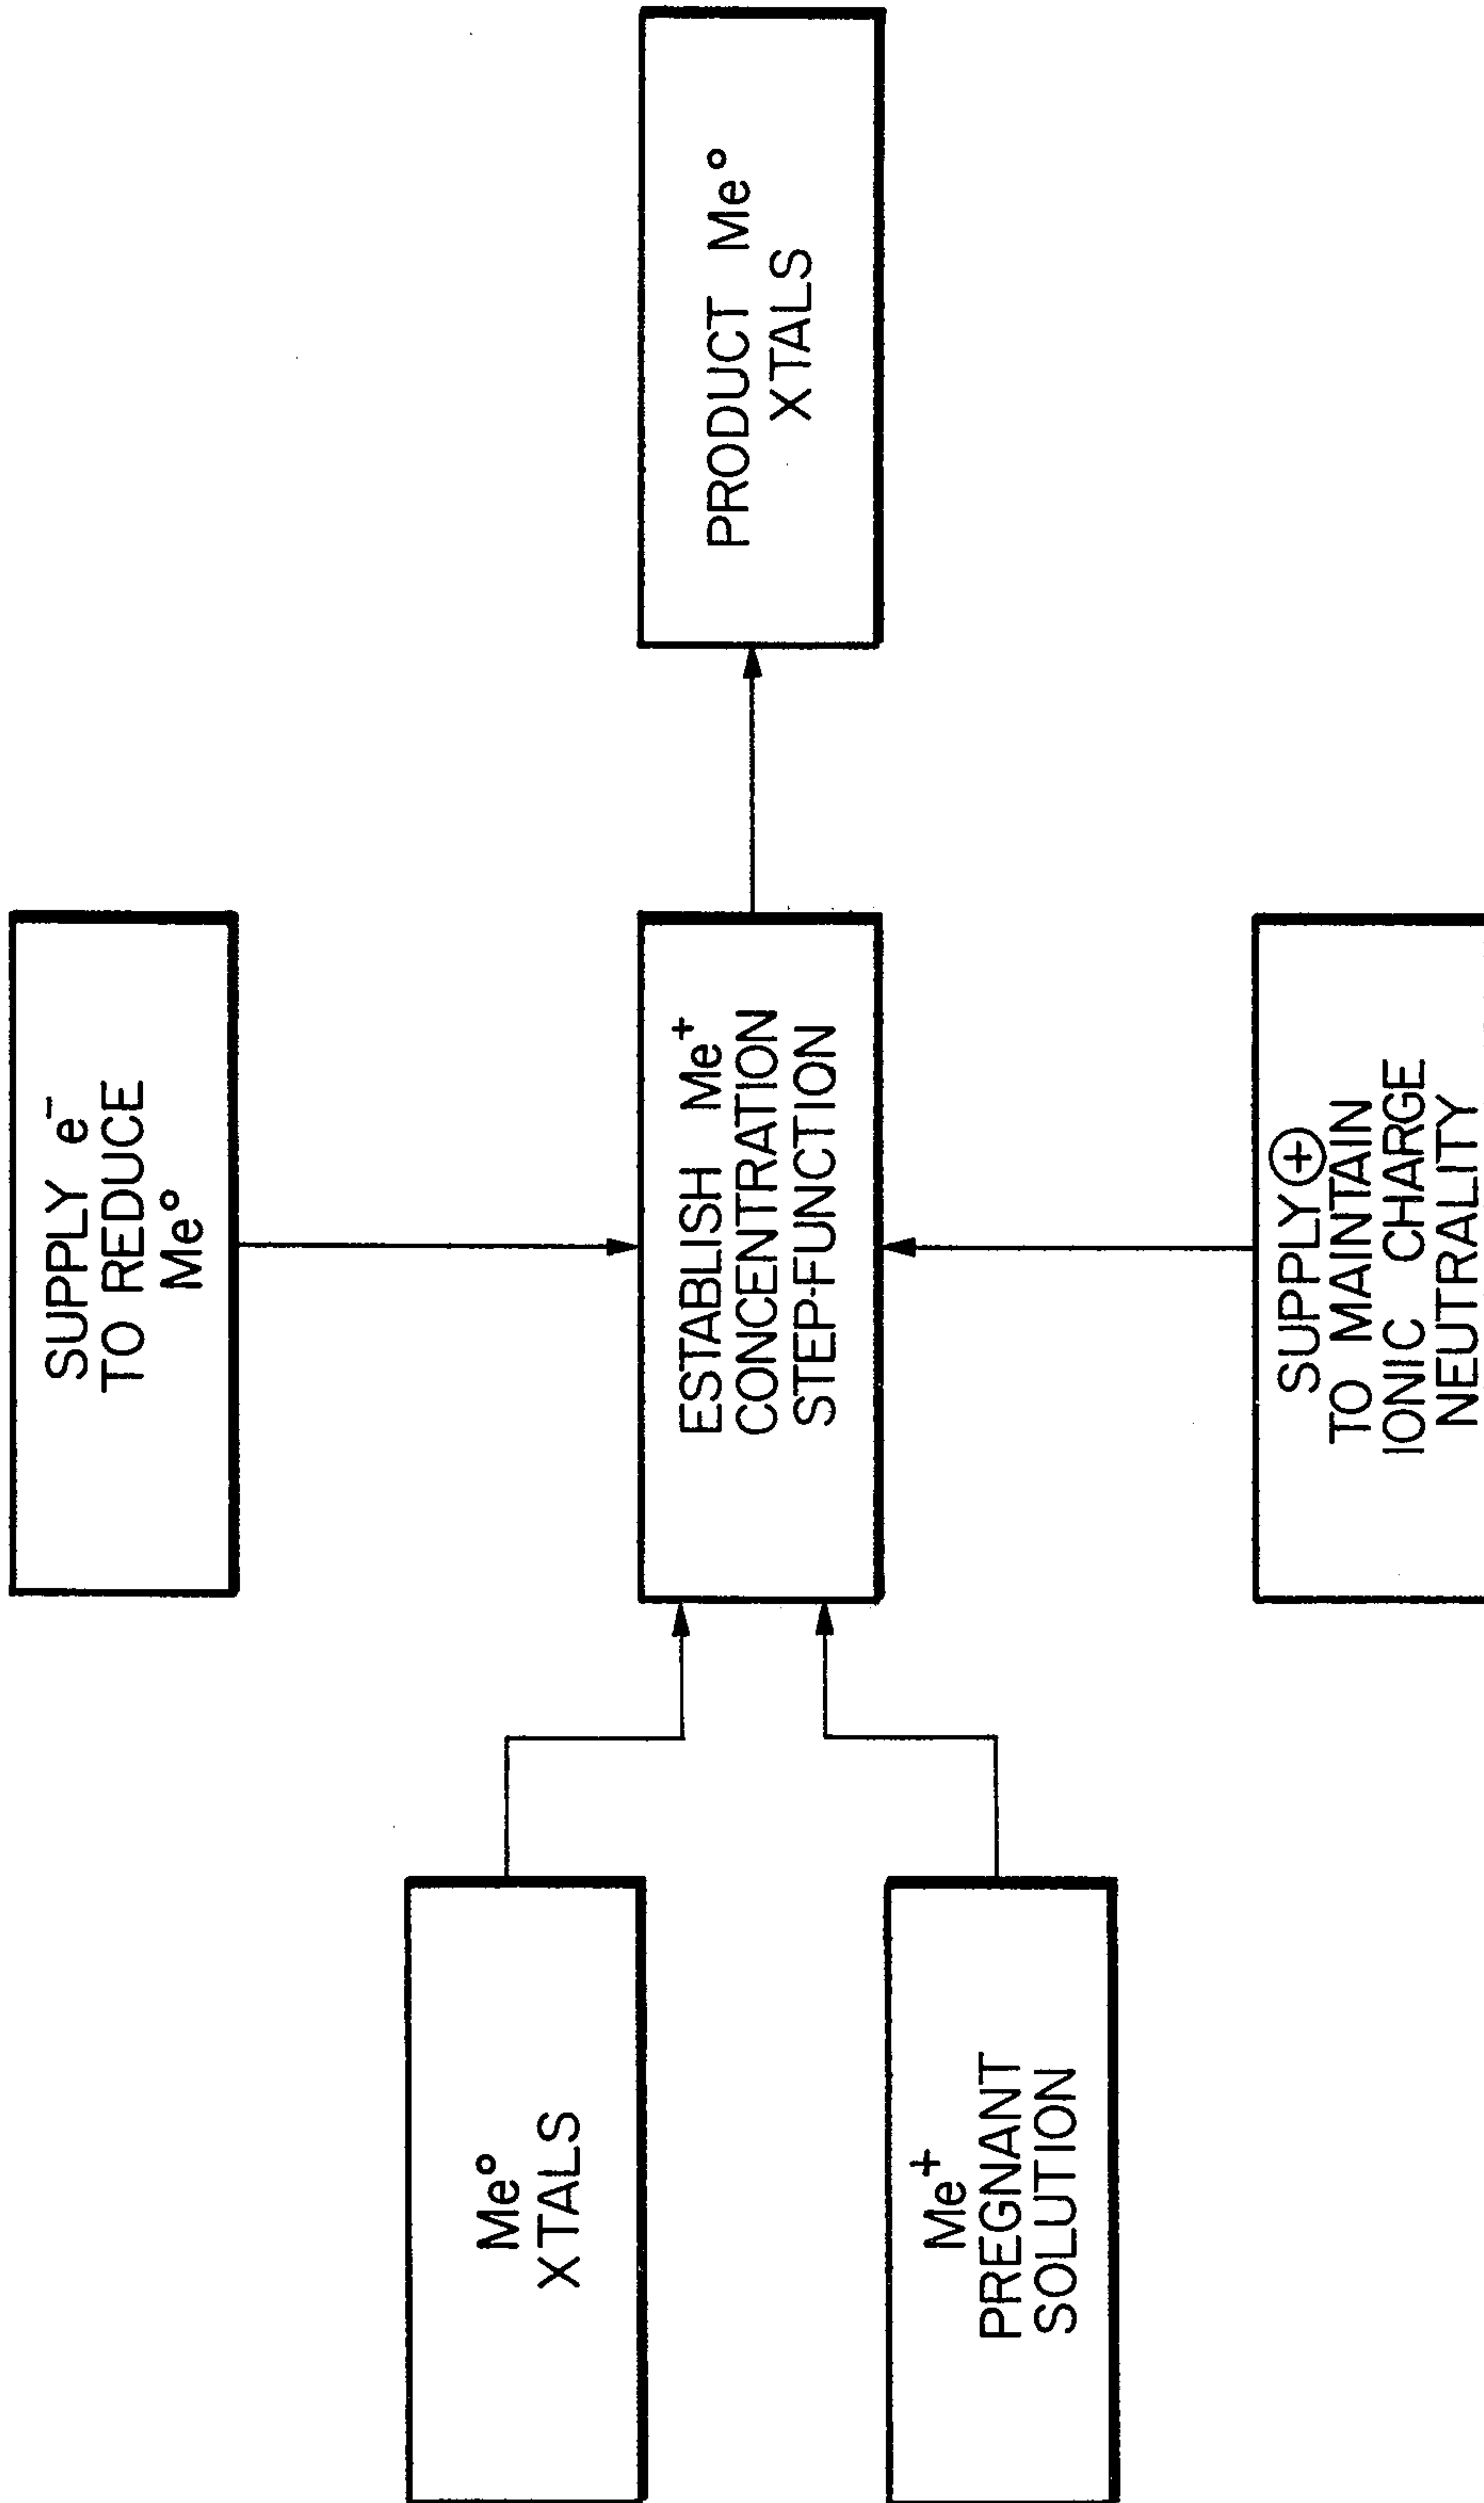 SUPPLY e⁻
TO REDUCE
Me°
Me°
XTALS
Me⁺
PREGNANT
SOLUTION
ESTABLISH Me⁺
CONCENTRATION
STEP-FUNCTION
PRODUCT Me°
XTALS
SUPPLY ⊕
TO MAINTAIN
IONIC CHARGE
NEUTRALITY